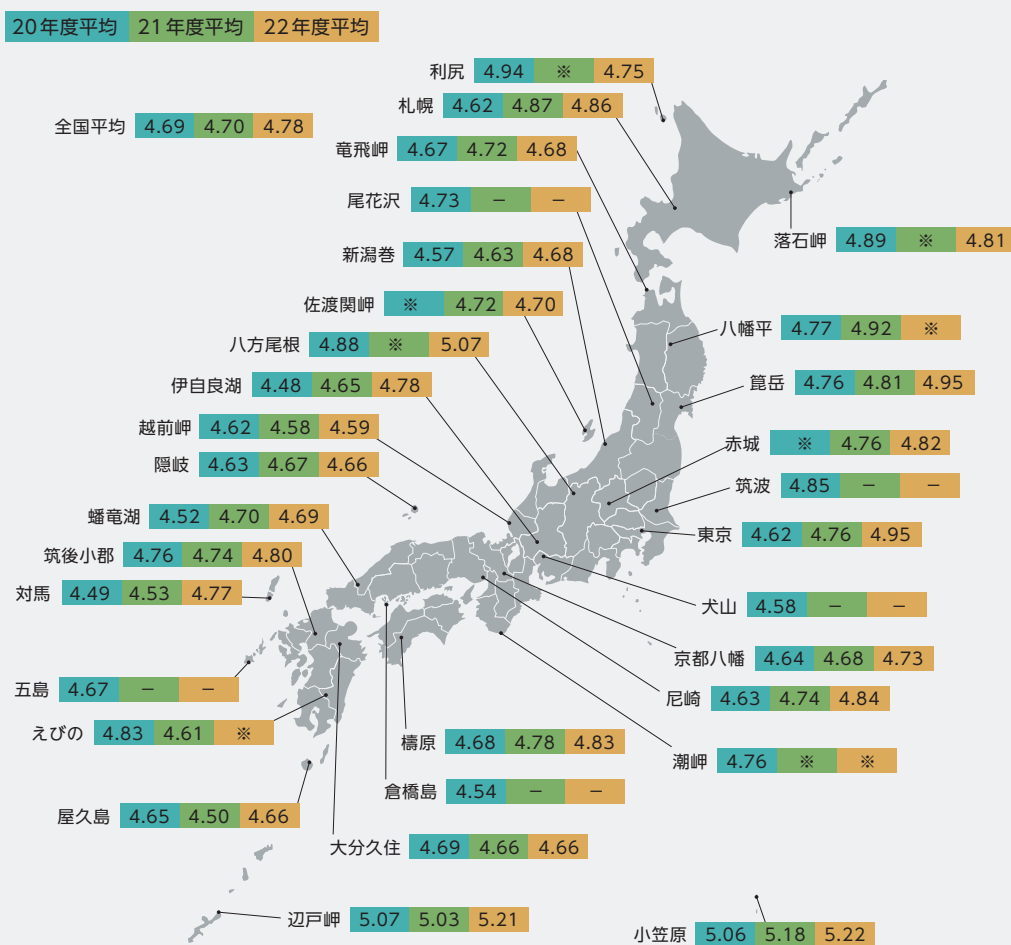 20年度平均 21年度平均 22年度平均
全国平均 4.69 4.70 4.78
利尻 4.94 ※ 4.75
札幌 4.62 4.87 4.86
竜飛岬 4.67 4.72 4.68
尾花沢 4.73 − −
落石岬 4.89 ※ 4.81
新潟巻 4.57 4.63 4.68
佐渡関岬 ※ 4.72 4.70
八幡平 4.77 4.92 ※
八方尾根 4.88 ※ 5.07
伊自良湖 4.48 4.65 4.78
箟岳 4.76 4.81 4.95
越前岬 4.62 4.58 4.59
赤城 ※ 4.76 4.82
隠岐 4.63 4.67 4.66
筑波 4.85 − −
蟠竜湖 4.52 4.70 4.69
東京 4.62 4.76 4.95
筑後小郡 4.76 4.74 4.80
対馬 4.49 4.53 4.77
犬山 4.58 − −
京都八幡 4.64 4.68 4.73
五島 4.67 − −
尼崎 4.63 4.74 4.84
えびの 4.83 4.61 ※
檮原 4.68 4.78 4.83
潮岬 4.76 ※ ※
倉橋島 4.54 − −
屋久島 4.65 4.50 4.66
大分久住 4.69 4.66 4.66
辺戸岬 5.07 5.03 5.21
小笠原 5.06 5.18 5.22